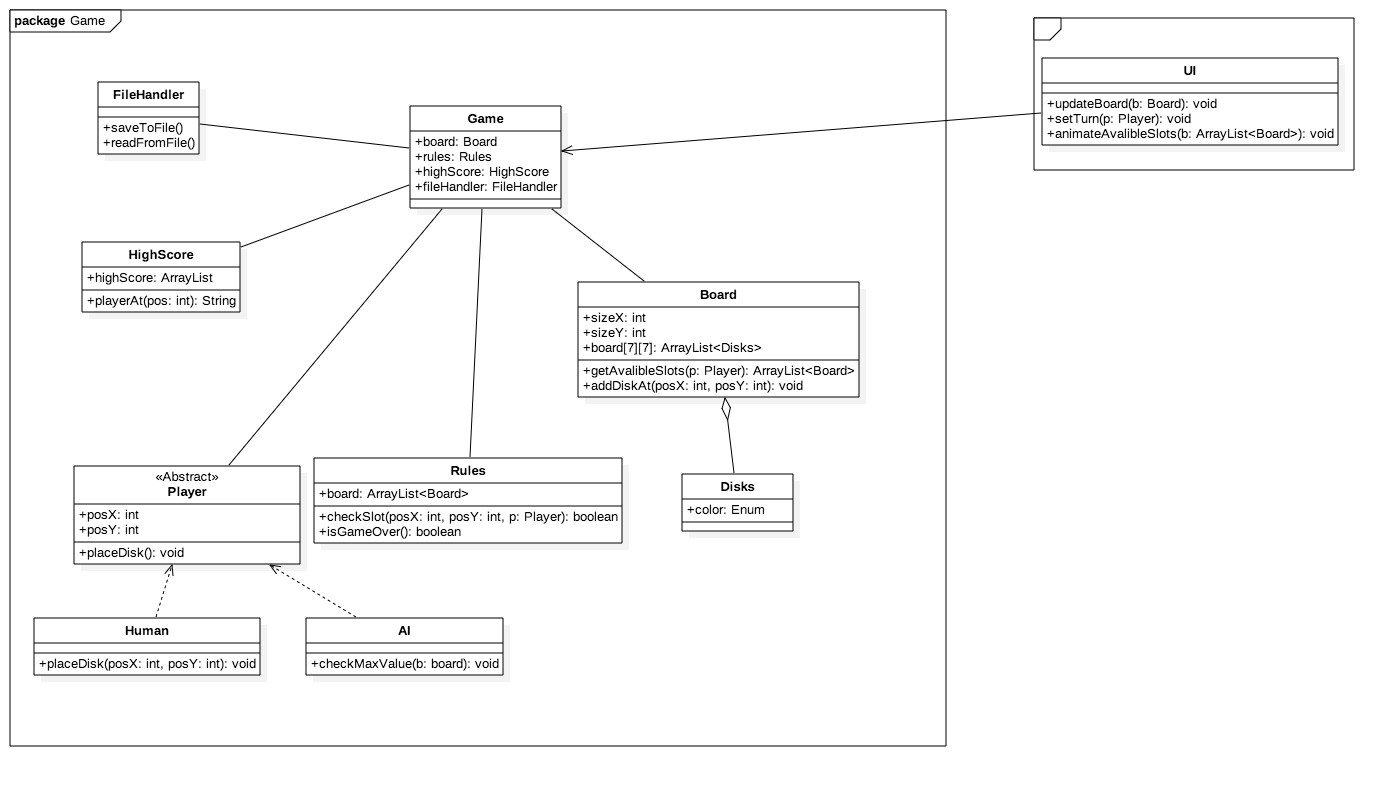 package Game
FileHandler
+saveToFile()
+readFromFile()
Game
+board: Board
+rules: Rules
+highScore: HighScore
+fileHandler: FileHandler
UI
+updateBoard(b: Board): void
+setTurn(p: Player): void
+animateAvalibleSlots(b: ArrayList<Board>): void
HighScore
+highScore: ArrayList
+playerAt(pos: int): String
Board
+sizeX: int
+sizeY: int
+board[7][7]: ArrayList<Disks>
+getAvalibleSlots(p: Player): ArrayList<Board>
+addDiskAt(posX: int, posY: int): void
«Abstract»
Player
+posX: int
+posY: int
+placeDisk(): void
Rules
+board: ArrayList<Board>
+checkSlot(posX: int, posY: int, p: Player): boolean
+isGameOver(): boolean
Disks
+color: Enum
Human
+placeDisk(posX: int, posY: int): void
AI
+checkMaxValue(b: board): void